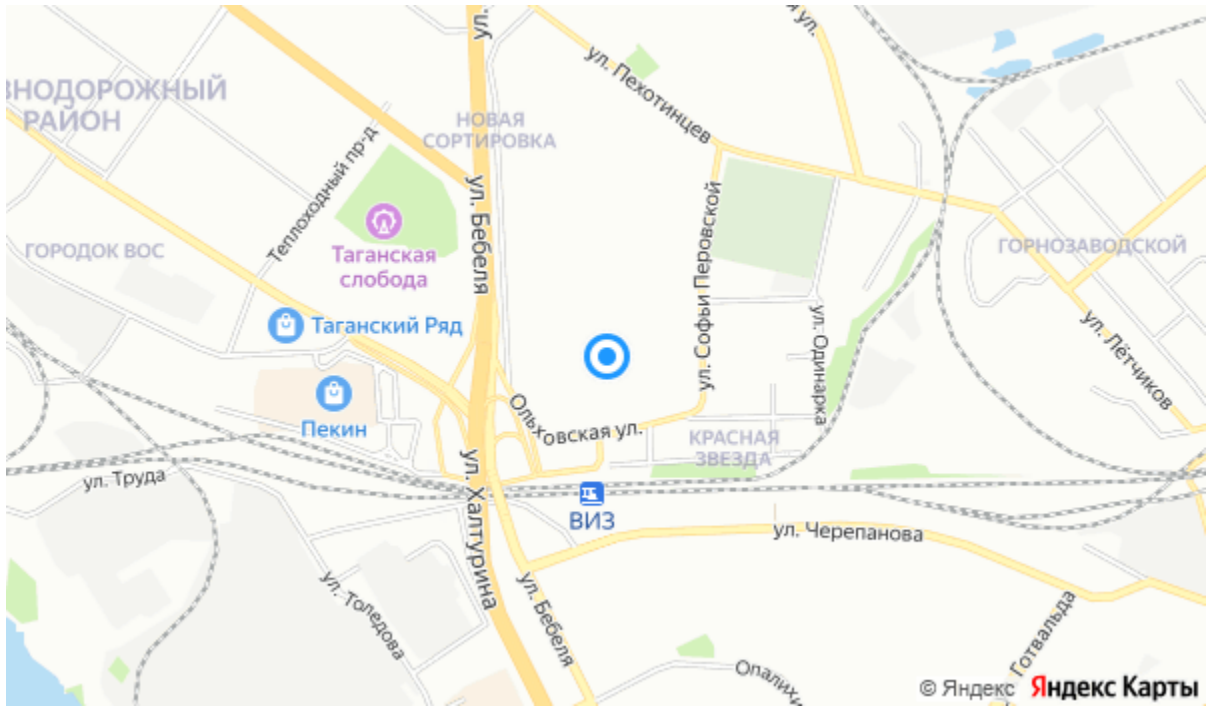 ул.
й ул.
ул. Пехотинцев
ЗНОДОРОЖНЫЙ
РАЙОН
НОВАЯ
СОРТИРОВКА
Теплоходный пр-д
ул. Бебеля
ул. Софьи Перовской
ГОРОДОК ВОС
Таганская
слобода
ГОРНОЗАВОДСКОЙ
Таганский Ряд
ул. Одинарка
ул. Лётчиков
Пекин
Ольховская ул.
КРАСНАЯ
ЗВЕЗДА
ул. Труда
ул. Халтурина
ВИЗ
ул. Черепанова
ул. Толедова
ул. Бебеля
Готвальда
Опалихи
© Яндекс Яндекс Карты